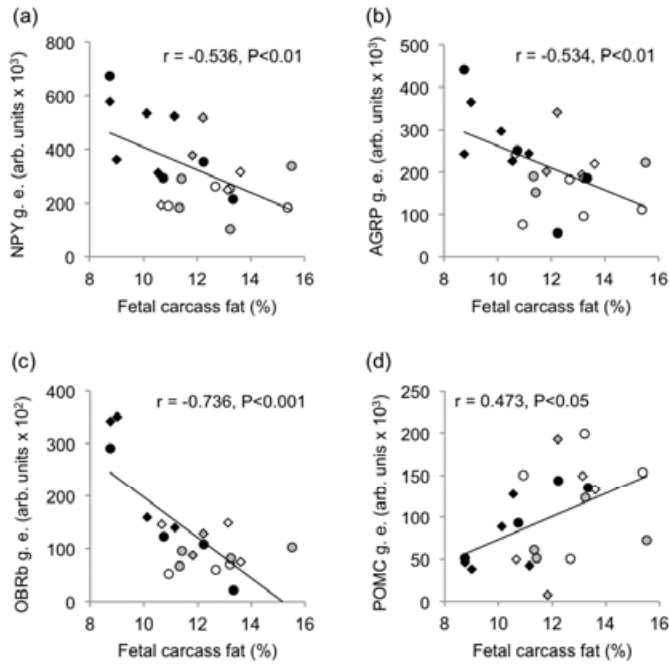 (a)
r = -0.536, P<0.01
NPY g. e. (arb. units x 10³)
800
600
400
200
0
8 10 12 14 16
Fetal carcass fat (%)
(b)
r = -0.534, P<0.01
AGRP g. e. (arb. units x 10³)
500
400
300
200
100
0
8 10 12 14 16
Fetal carcass fat (%)
(c)
r = -0.736, P<0.001
OBRb g. e. (arb. units x 10²)
400
300
200
100
0
8 10 12 14 16
Fetal carcass fat (%)
(d)
r = 0.473, P<0.05
POMC g. e. (arb. units x 10³)
250
200
150
100
50
0
8 10 12 14 16
Fetal carcass fat (%)